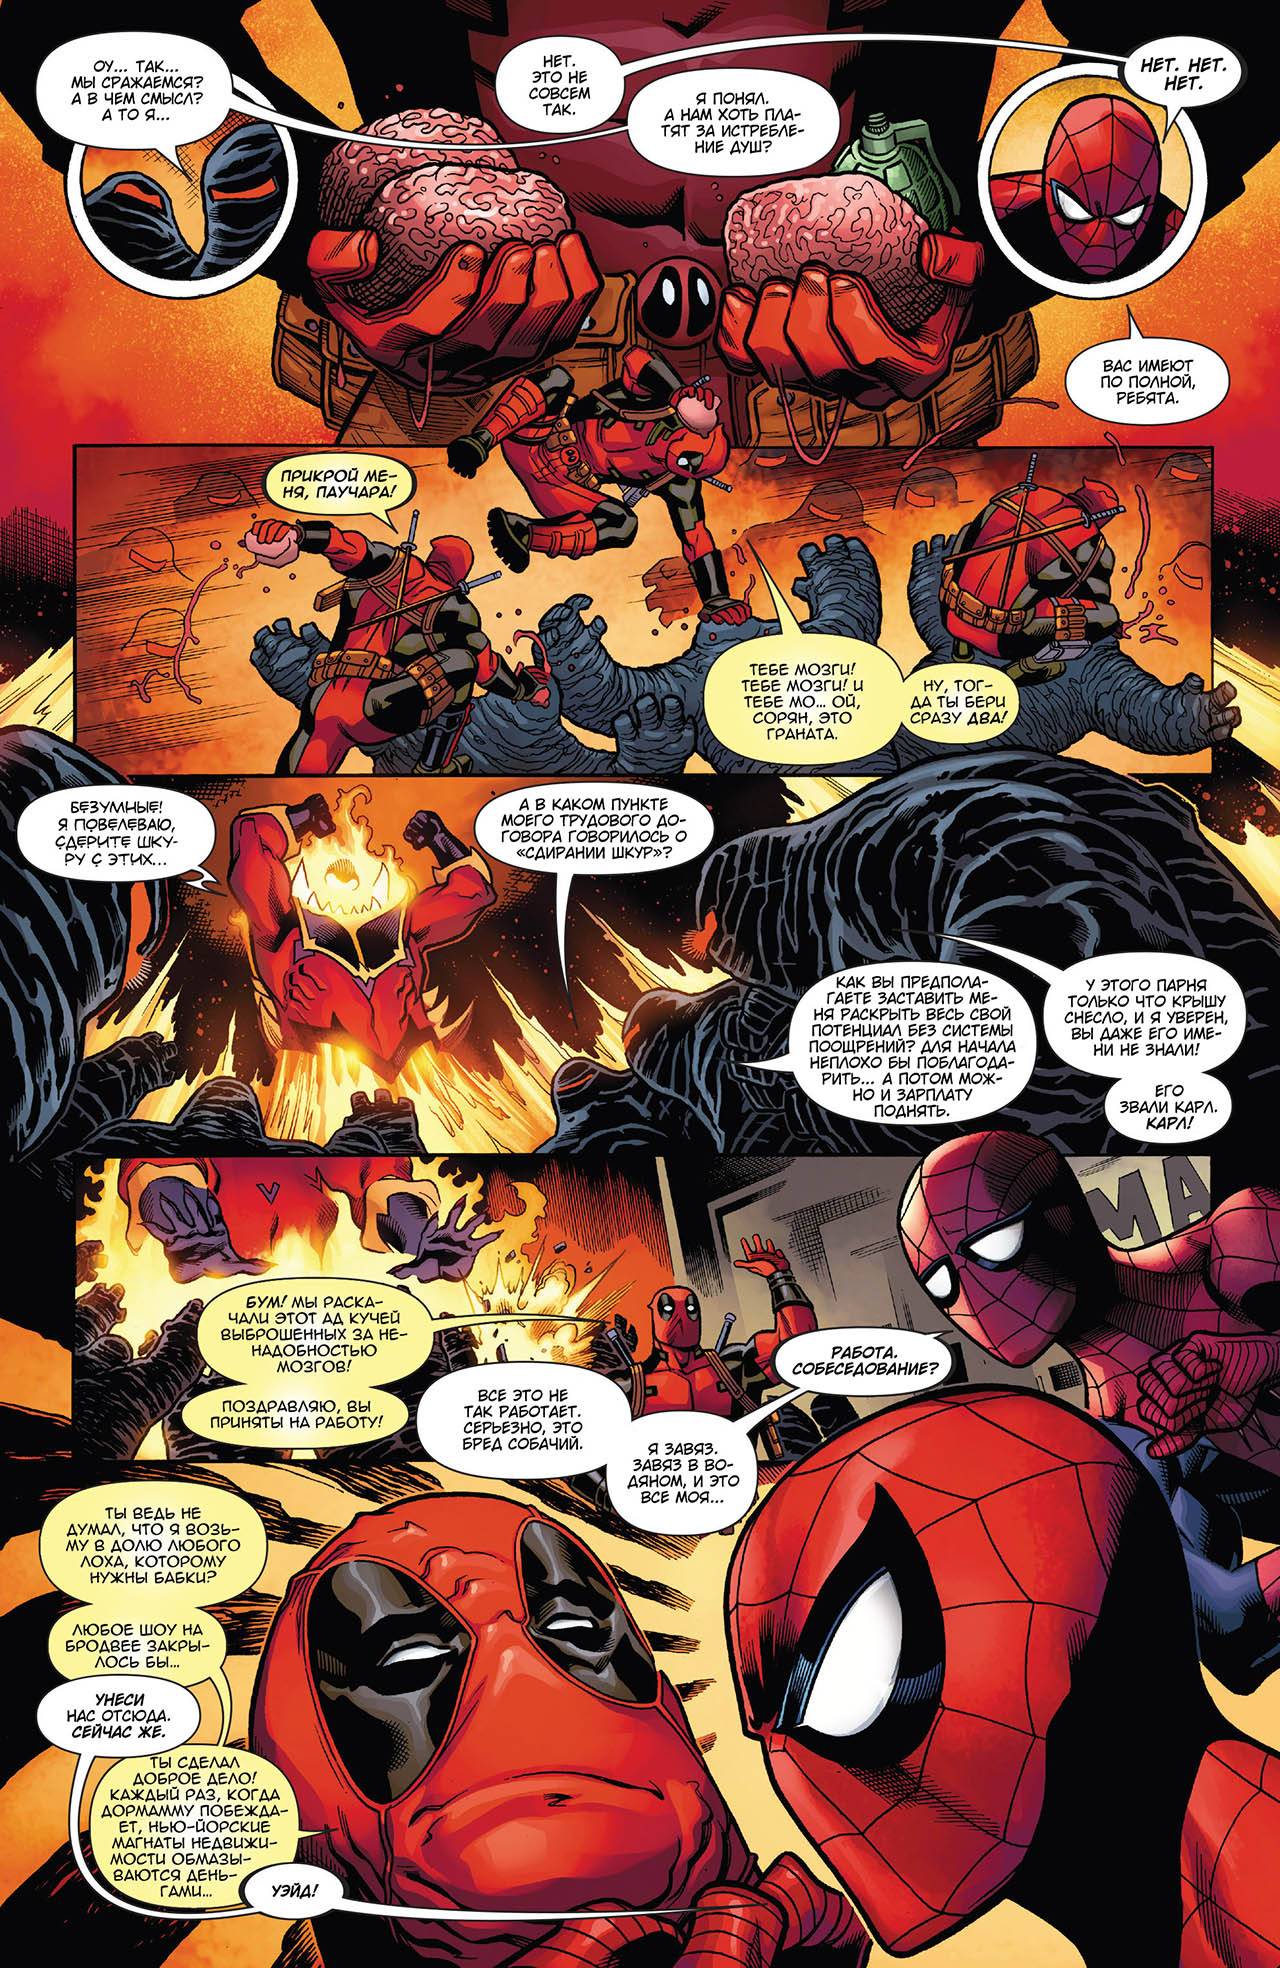 ОУ... ТАК...
МЫ СРАЖАЕМСЯ?
А В ЧЕМ СМЫСЛ?
А ТО Я...
НЕТ.
ЭТО НЕ
СОВСЕМ
ТАК.
Я ПОНЯЛ.
А НАМ ХОТЬ ПЛА-
ТЯТ ЗА ИСТРЕБЛЕ-
НИЕ ДУШ?
НЕТ. НЕТ.
НЕТ.
ВАС ИМЕЮТ
ПО ПОЛНОЙ,
РЕБЯТА.
ПРИКРОЙ МЕ-
НЯ, ПАУЧАРА!
ТЕБЕ МОЗГИ!
ТЕБЕ МОЗГИ! И
ТЕБЕ МО... ОЙ,
СОРЯН, ЭТО
ГРАНАТА.
НУ, ТОГ-
ДА ТЫ БЕРИ
СРАЗУ ДВА!
БЕЗУМНЫЕ!
Я ПОВЕЛЕВАЮ,
СДЕРИТЕ ШКУ-
РУ С ЭТИХ...
А В КАКОМ ПУНКТЕ
МОЕГО ТРУДОВОГО ДО-
ГОВОРА ГОВОРИЛОСЬ О
«СДИРАНИИ ШКУР»?
КАК ВЫ ПРЕДПОЛА-
ГАЕТЕ ЗАСТАВИТЬ МЕ-
НЯ РАСКРЫТЬ ВЕСЬ СВОЙ
ПОТЕНЦИАЛ БЕЗ СИСТЕМЫ
ПООЩРЕНИЙ? ДЛЯ НАЧАЛА
НЕПЛОХО БЫ ПОБЛАГОДА-
РИТЬ... А ПОТОМ МОЖ-
НО И ЗАРПЛАТУ
ПОДНЯТЬ.
У ЭТОГО ПАРНЯ
ТОЛЬКО ЧТО КРЫШУ
СНЕСЛО, И Я УВЕРЕН,
ВЫ ДАЖЕ ЕГО ИМЕ-
НИ НЕ ЗНАЛИ!
ЕГО
ЗВАЛИ КАРЛ.
КАРЛ!
МА
БУМ! МЫ РАСКА-
ЧАЛИ ЭТОТ АД КУЧЕЙ
ВЫБРОШЕННЫХ ЗА НЕ-
НАДОБНОСТЬЮ
МОЗГОВ!
ПОЗДРАВЛЯЮ, ВЫ
ПРИНЯТЫ НА РАБОТУ!
ВСЕ ЭТО НЕ
ТАК РАБОТАЕТ.
СЕРЬЕЗНО, ЭТО
БРЕД СОБАЧИЙ.
РАБОТА.
СОБЕСЕДОВАНИЕ?
Я ЗАВЯЗ.
ЗАВЯЗ В ВО-
ДЯНОМ, И ЭТО
ВСЕ МОЯ...
ТЫ ВЕДЬ НЕ
ДУМАЛ, ЧТО Я ВОЗЬ-
МУ В ДОЛЮ ЛЮБОГО
ЛОХА, КОТОРОМУ
НУЖНЫ БАБКИ?
ЛЮБОЕ ШОУ НА
БРОДВЕЕ ЗАКРЫ-
ЛОСЬ БЫ...
УНЕСИ
НАС ОТСЮДА.
СЕЙЧАС ЖЕ.
ТЫ СДЕЛАЛ
ДОБРОЕ ДЕЛО!
КАЖДЫЙ РАЗ, КОГДА
ДОРМАММУ ПОБЕЖДА-
ЕТ, НЬЮ-ЙОРСКИЕ
МАГНАТЫ НЕДВИЖИ-
МОСТИ ОБМАЗЫ-
ВАЮТСЯ ДЕНЬ-
ГАМИ...
УЭЙД!